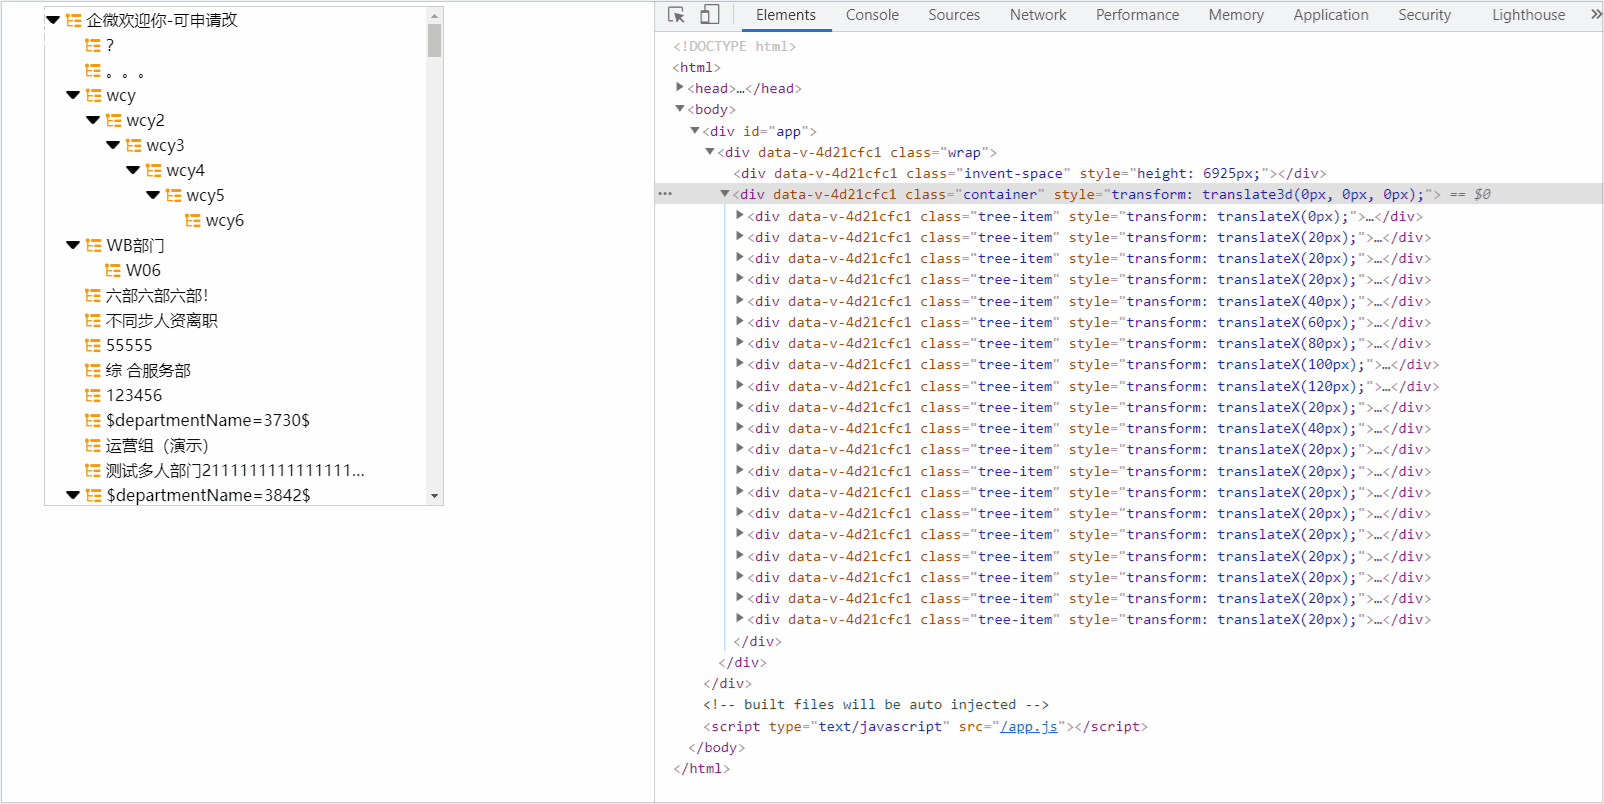 企微欢迎你-可申请改
?
。。。
wcy
wcy2
wcy3
wcy4
wcy5
wcy6
WB部门
W06
六部六部六部！
不同步人资离职
55555
综 合服务部
123456
$departmentName=3730$
运营组（演示）
测试多人部门2111111111111111...
$departmentName=3842$
Elements Console Sources Network Performance Memory Application Security Lighthouse »
<!DOCTYPE html>
<html>
<head>…</head>
<body>
<div id="app">
<div data-v-4d21cfc1 class="wrap">
<div data-v-4d21cfc1 class="invent-space" style="height: 6925px;"></div>
<div data-v-4d21cfc1 class="container" style="transform: translate3d(0px, 0px, 0px);"> == $0
<div data-v-4d21cfc1 class="tree-item" style="transform: translateX(0px);">…</div>
<div data-v-4d21cfc1 class="tree-item" style="transform: translateX(20px);">…</div>
<div data-v-4d21cfc1 class="tree-item" style="transform: translateX(20px);">…</div>
<div data-v-4d21cfc1 class="tree-item" style="transform: translateX(20px);">…</div>
<div data-v-4d21cfc1 class="tree-item" style="transform: translateX(40px);">…</div>
<div data-v-4d21cfc1 class="tree-item" style="transform: translateX(60px);">…</div>
<div data-v-4d21cfc1 class="tree-item" style="transform: translateX(80px);">…</div>
<div data-v-4d21cfc1 class="tree-item" style="transform: translateX(100px);">…</div>
<div data-v-4d21cfc1 class="tree-item" style="transform: translateX(120px);">…</div>
<div data-v-4d21cfc1 class="tree-item" style="transform: translateX(20px);">…</div>
<div data-v-4d21cfc1 class="tree-item" style="transform: translateX(40px);">…</div>
<div data-v-4d21cfc1 class="tree-item" style="transform: translateX(20px);">…</div>
<div data-v-4d21cfc1 class="tree-item" style="transform: translateX(20px);">…</div>
<div data-v-4d21cfc1 class="tree-item" style="transform: translateX(20px);">…</div>
<div data-v-4d21cfc1 class="tree-item" style="transform: translateX(20px);">…</div>
<div data-v-4d21cfc1 class="tree-item" style="transform: translateX(20px);">…</div>
<div data-v-4d21cfc1 class="tree-item" style="transform: translateX(20px);">…</div>
<div data-v-4d21cfc1 class="tree-item" style="transform: translateX(20px);">…</div>
<div data-v-4d21cfc1 class="tree-item" style="transform: translateX(20px);">…</div>
<div data-v-4d21cfc1 class="tree-item" style="transform: translateX(20px);">…</div>
</div>
</div>
</div>
<!-- built files will be auto injected -->
<script type="text/javascript" src="/app.js"></script>
</body>
</html>